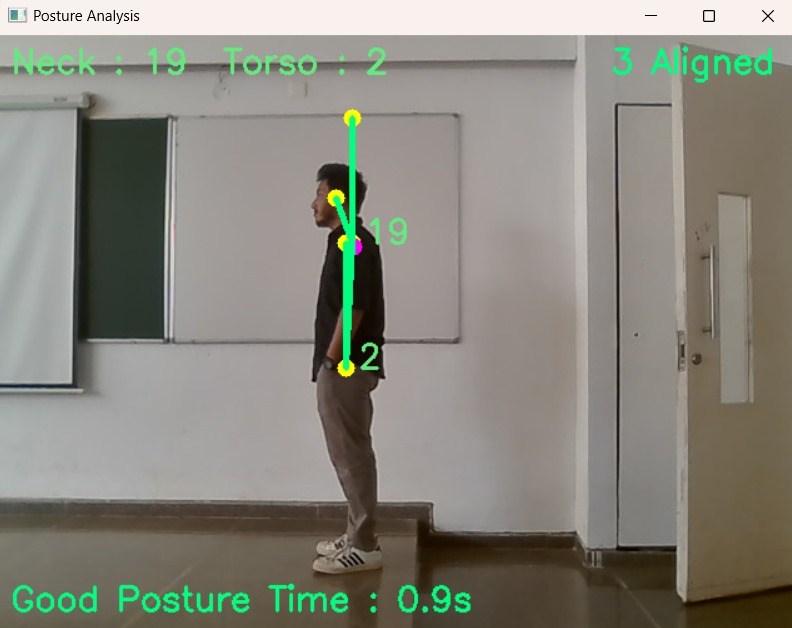 Posture Analysis
Neck : 19 Torso : 2
3 Aligned
19
2
Good Posture Time : 0.9s